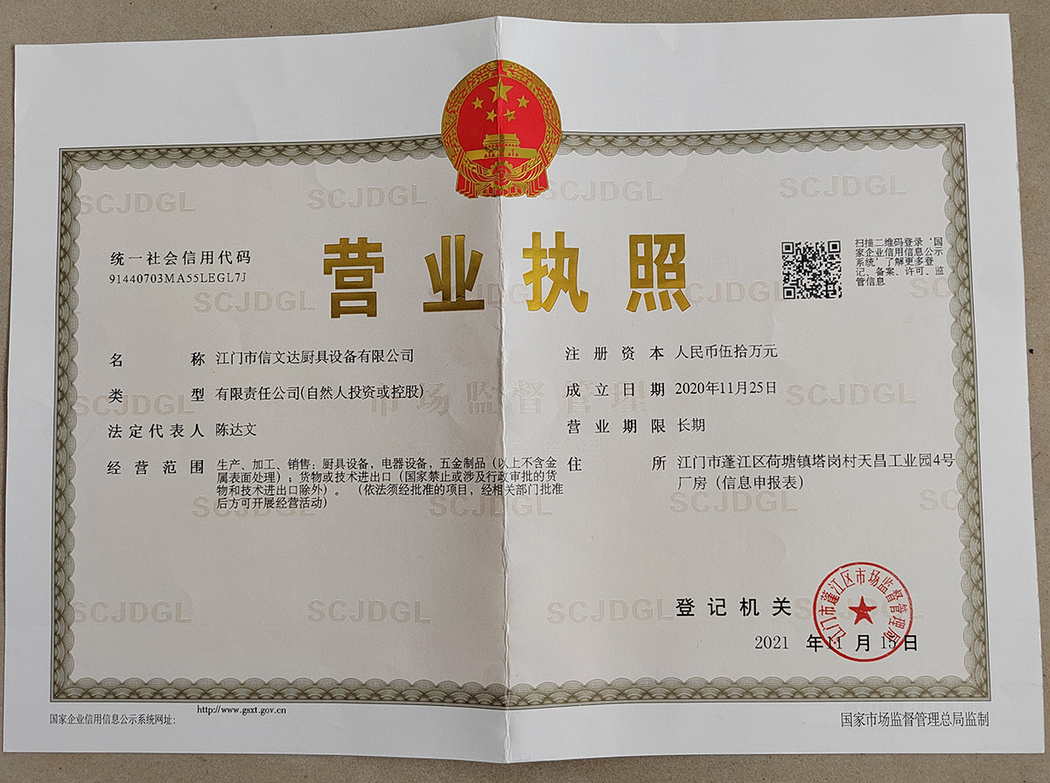 统一社会信用代码
91440703MA55LEGL7J
营业执照
扫描二维码登录‘国
家企业信用信息公示
系统’了解更多登
记、备案、许可、监
管信息
名称 江门市信文达厨具设备有限公司
注册资本 人民币伍拾万元
类型 有限责任公司(自然人投资或控股)
成立日期 2020年11月25日
法定代表人 陈达文
营业期限 长期
经营范围 生产、加工、销售：厨具设备，电器设备，五金制品（以上不含金
属表面处理）；货物或技术进出口（国家禁止或涉及行政审批的货
物和技术进出口除外）。（依法须经批准的项目，经相关部门批准
后方可开展经营活动）
住所 江门市蓬江区荷塘镇塔岗村天昌工业园4号
厂房（信息申报表）
SCJDGL
市场监督管理
登记机关
江门市蓬江区市场监督管理局
2021 年 11 月 15 日
国家企业信用信息公示系统网址：
http://www.gsxt.gov.cn
国家市场监督管理总局监制